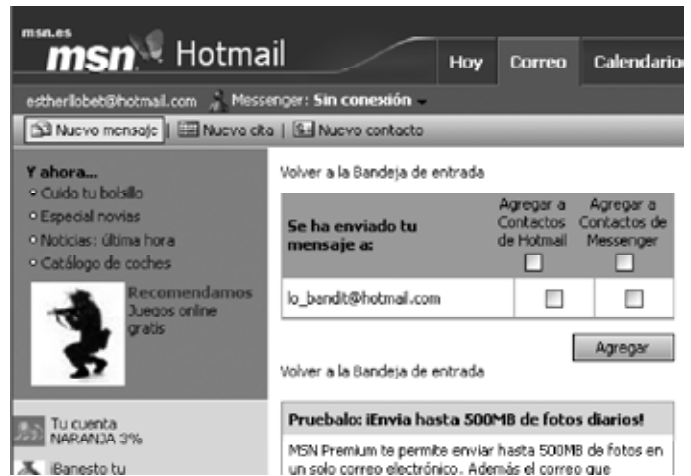 msn.es
msn Hotmail
Hoy Correo Calendario
estherllobet@hotmail.com Messenger: Sin conexión
Nuevo mensaje | Nueva cita | Nuevo contacto
Y ahora...
Cuida tu bolsillo
Especial novias
Noticias: última hora
Catálogo de coches
Recomendamos
Juegos online
gratis
Tu cuenta
NARANJA 3%
iBanesto tu
Volver a la Bandeja de entrada
Se ha enviado tu
mensaje a:
Agregar a
Contactos
de Hotmail
Agregar a
Contactos de
Messenger
lo_bandit@hotmail.com
Agregar
Volver a la Bandeja de entrada
Pruebalo: ¡Envia hasta 500MB de fotos diarios!
MSN Premium te permite enviar hasta 500MB de fotos en
un solo correo electrónico. Además el correo que